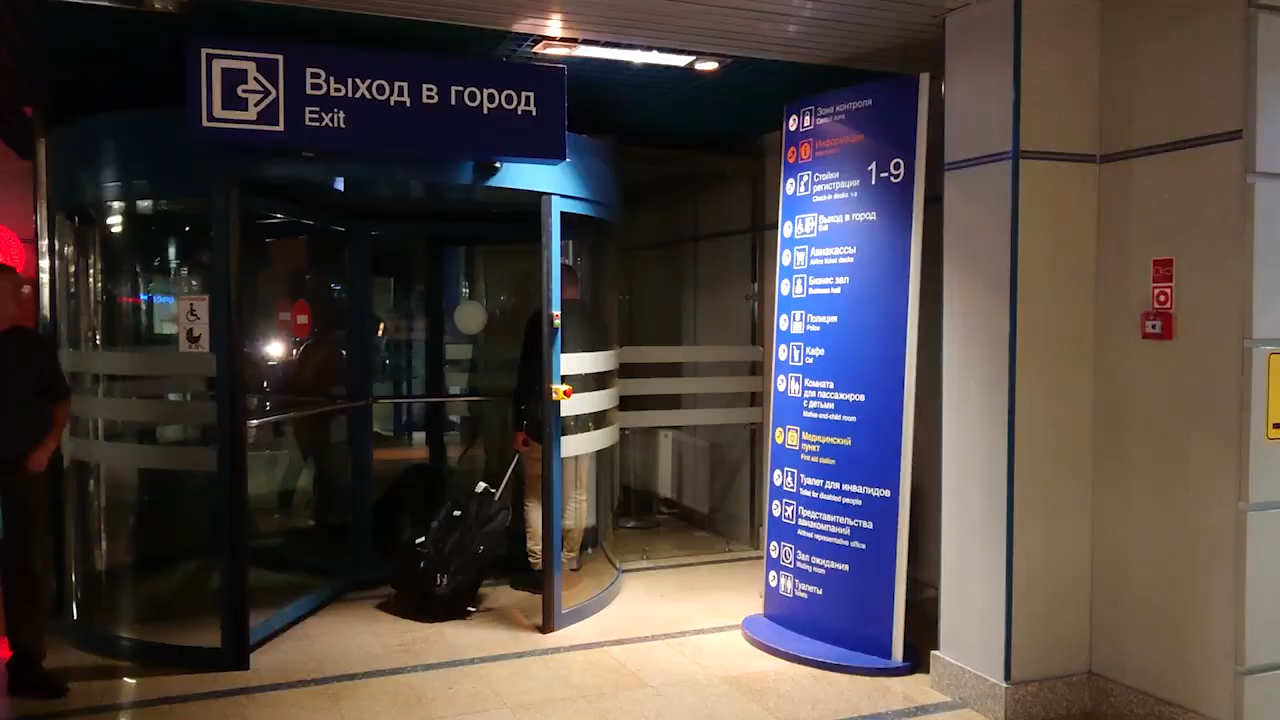 Выход в город
Exit
Зона контроля
Control zone
Информация
Information
Стойки
регистрации
Check-in desks 1-9
1-9
Выход в город
Exit
Авиакассы
Airline ticket desks
Бизнес зал
Business hall
Полиция
Police
Кафе
Caf
Комната
для пассажиров
с детьми
Mother-and-child room
Медицинский
пункт
First aid station
Туалет для инвалидов
Toilet for disabled people
Представительства
авиакомпаний
Airlines representative office
Зал ожидания
Waiting room
Туалеты
Toilets